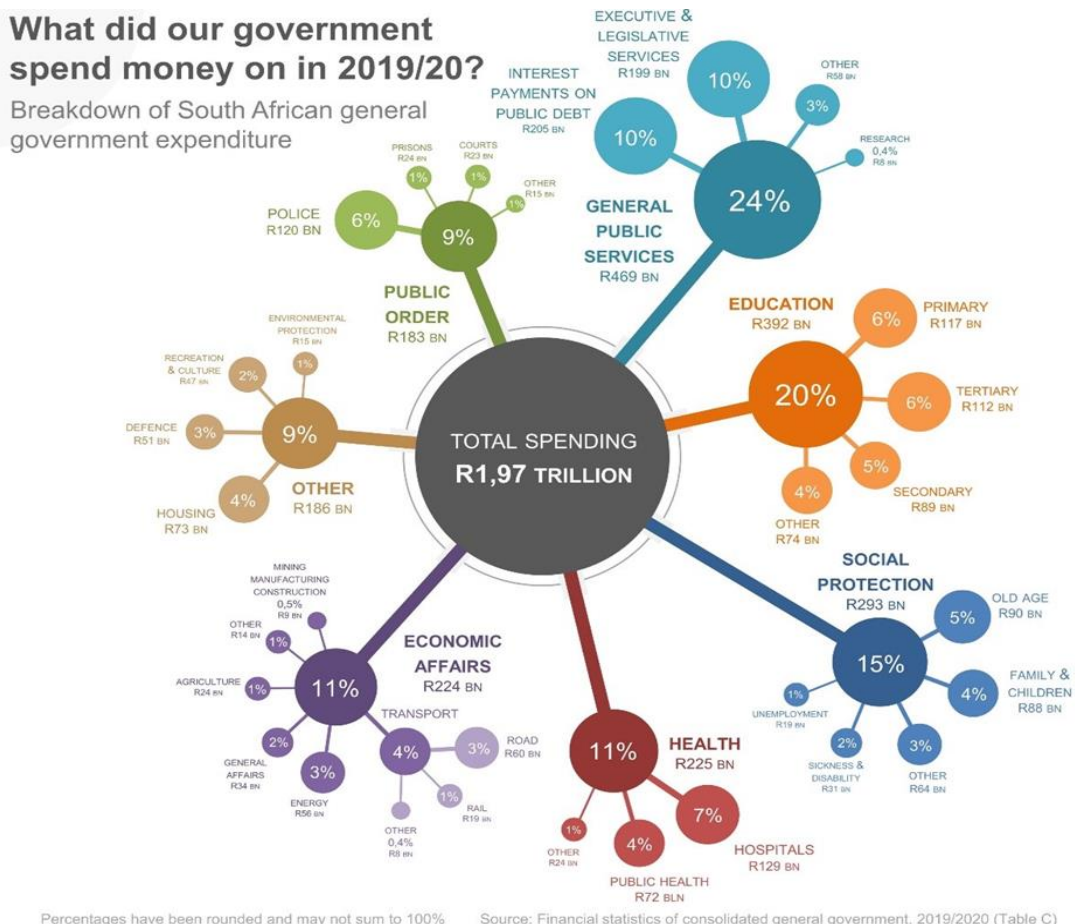 What did our government
spend money on in 2019/20?
Breakdown of South African general
government expenditure
EXECUTIVE &
LEGISLATIVE
SERVICES
R199 BN
10%
INTEREST
PAYMENTS ON
PUBLIC DEBT
R205 BN
10%
OTHER
R58 BN
3%
RESEARCH
0,4%
R8 BN
24%
GENERAL
PUBLIC
SERVICES
R469 BN
PRISONS
R24 BN
1%
COURTS
R23 BN
1%
OTHER
R15 BN
1%
POLICE
R120 BN
6%
9%
PUBLIC
ORDER
R183 BN
EDUCATION
R392 BN
20%
6%
PRIMARY
R117 BN
6%
TERTIARY
R112 BN
5%
SECONDARY
R89 BN
4%
OTHER
R74 BN
ENVIRONMENTAL
PROTECTION
R15 BN
1%
RECREATION
& CULTURE
R47 BN
2%
DEFENCE
R51 BN
3%
HOUSING
R73 BN
4%
9%
OTHER
R186 BN
TOTAL SPENDING
R1,97 TRILLION
SOCIAL
PROTECTION
R293 BN
15%
5%
OLD AGE
R90 BN
4%
FAMILY &
CHILDREN
R88 BN
3%
OTHER
R64 BN
2%
SICKNESS &
DISABILITY
R31 BN
1%
UNEMPLOYMENT
R19 BN
MINING
MANUFACTURING
CONSTRUCTION
0,5%
R9 BN
OTHER
R14 BN
1%
AGRICULTURE
R24 BN
1%
2%
GENERAL
AFFAIRS
R34 BN
3%
ENERGY
R56 BN
11%
ECONOMIC
AFFAIRS
R224 BN
TRANSPORT
4%
3%
ROAD
R60 BN
1%
RAIL
R19 BN
OTHER
0,4%
R8 BN
11%
HEALTH
R225 BN
7%
HOSPITALS
R129 BN
4%
PUBLIC HEALTH
R72 BLN
1%
OTHER
R24 BN
Percentages have been rounded and may not sum to 100%
Source: Financial statistics of consolidated general government, 2019/2020 (Table C)